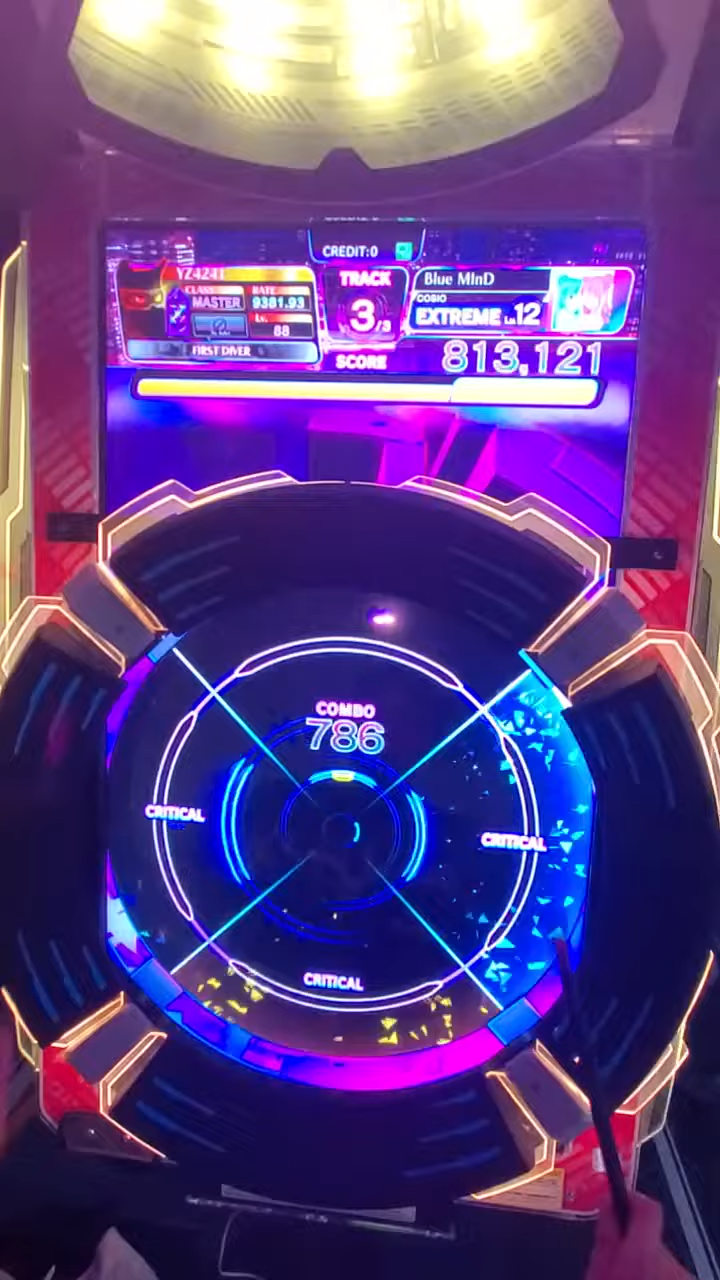 CREDIT:0
YZ4241
CLASS
RATE
MASTER
9381.93
Lv.
88
FIRST DIVER
TRACK
3/3
SCORE
Blue MInD
COSIO
EXTREME Lv.12
813,121
COMBO
786
CRITICAL
CRITICAL
CRITICAL